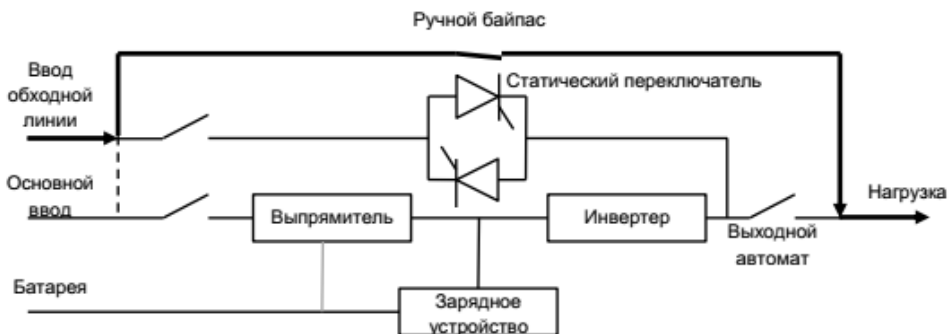 Ручной байпас
Ввод
обходной
линии
Статический переключатель
Основной
ввод
Выпрямитель
Инвертер
Нагрузка
Выходной
автомат
Батарея
Зарядное
устройство